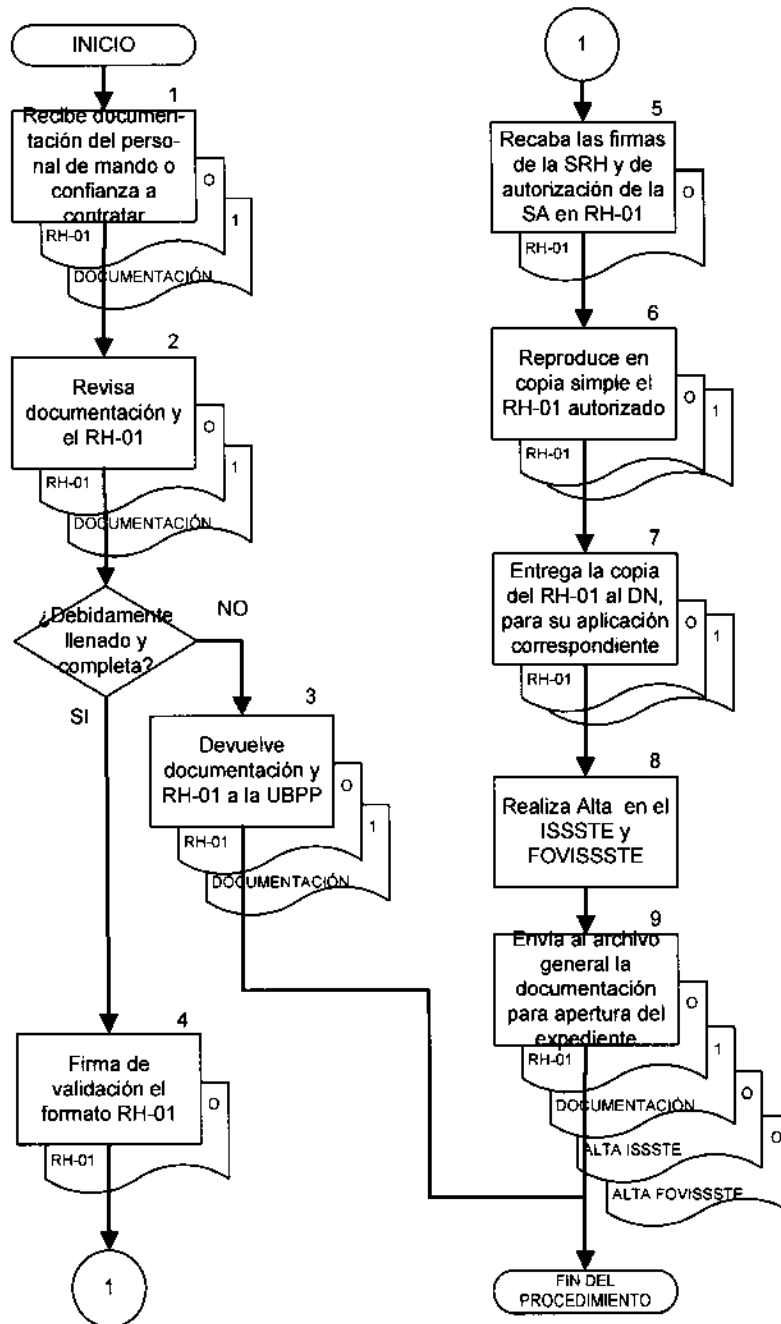 INICIO
1
Recibe documen-
tación del perso-
nal de mando o
confianza a
contratar
O
RH-01
1
DOCUMENTACIÓN
2
Revisa
documentación y
el RH-01
O
RH-01
1
DOCUMENTACIÓN
¿Debidamente
llenado y
completa?
NO
SI
3
Devuelve
documentación y
RH-01 a la UBPP
O
RH-01
1
DOCUMENTACIÓN
4
Firma de
validación el
formato RH-01
O
RH-01
1
1
5
Recaba las firmas
de la SRH y de
autorización de la
SA en RH-01
O
RH-01
6
Reproduce en
copia simple el
RH-01 autorizado
O
1
RH-01
7
Entrega la copia
del RH-01 al DN,
para su aplicación
correspondiente
O
1
RH-01
8
Realiza Alta en el
ISSSTE y
FOVISSSTE
9
Envía al archivo
general la
documentación
para apertura del
expediente
O
RH-01
1
DOCUMENTACIÓN
O
ALTA ISSSTE
O
ALTA FOVISSSTE
FIN DEL
PROCEDIMIENTO